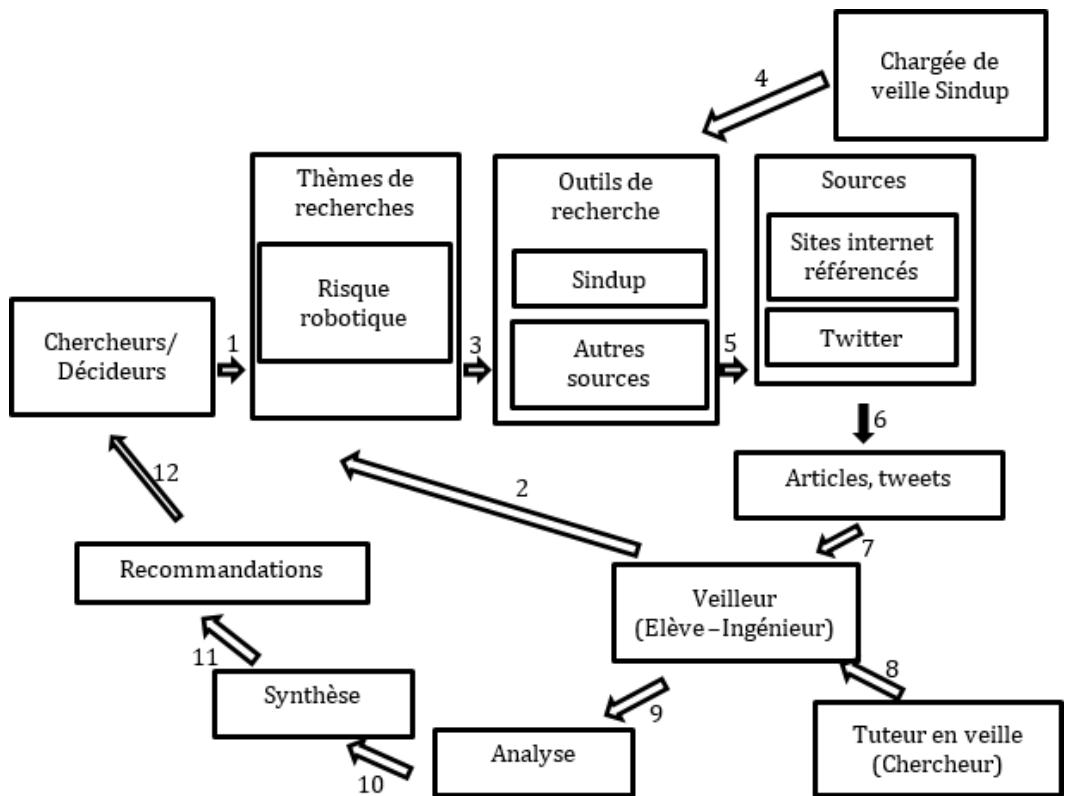 Chargée de
veille Sindup
4
Thèmes de
recherches
Risque
robotique
Outils de
recherche
Sindup
Autres
sources
Sources
Sites internet
référencés
Twitter
Chercheurs/
Décideurs
1
3
5
6
Articles, tweets
2
7
12
Recommandations
Veilleur
(Elève–Ingénieur)
11
8
Synthèse
9
Tuteur en veille
(Chercheur)
Analyse
10